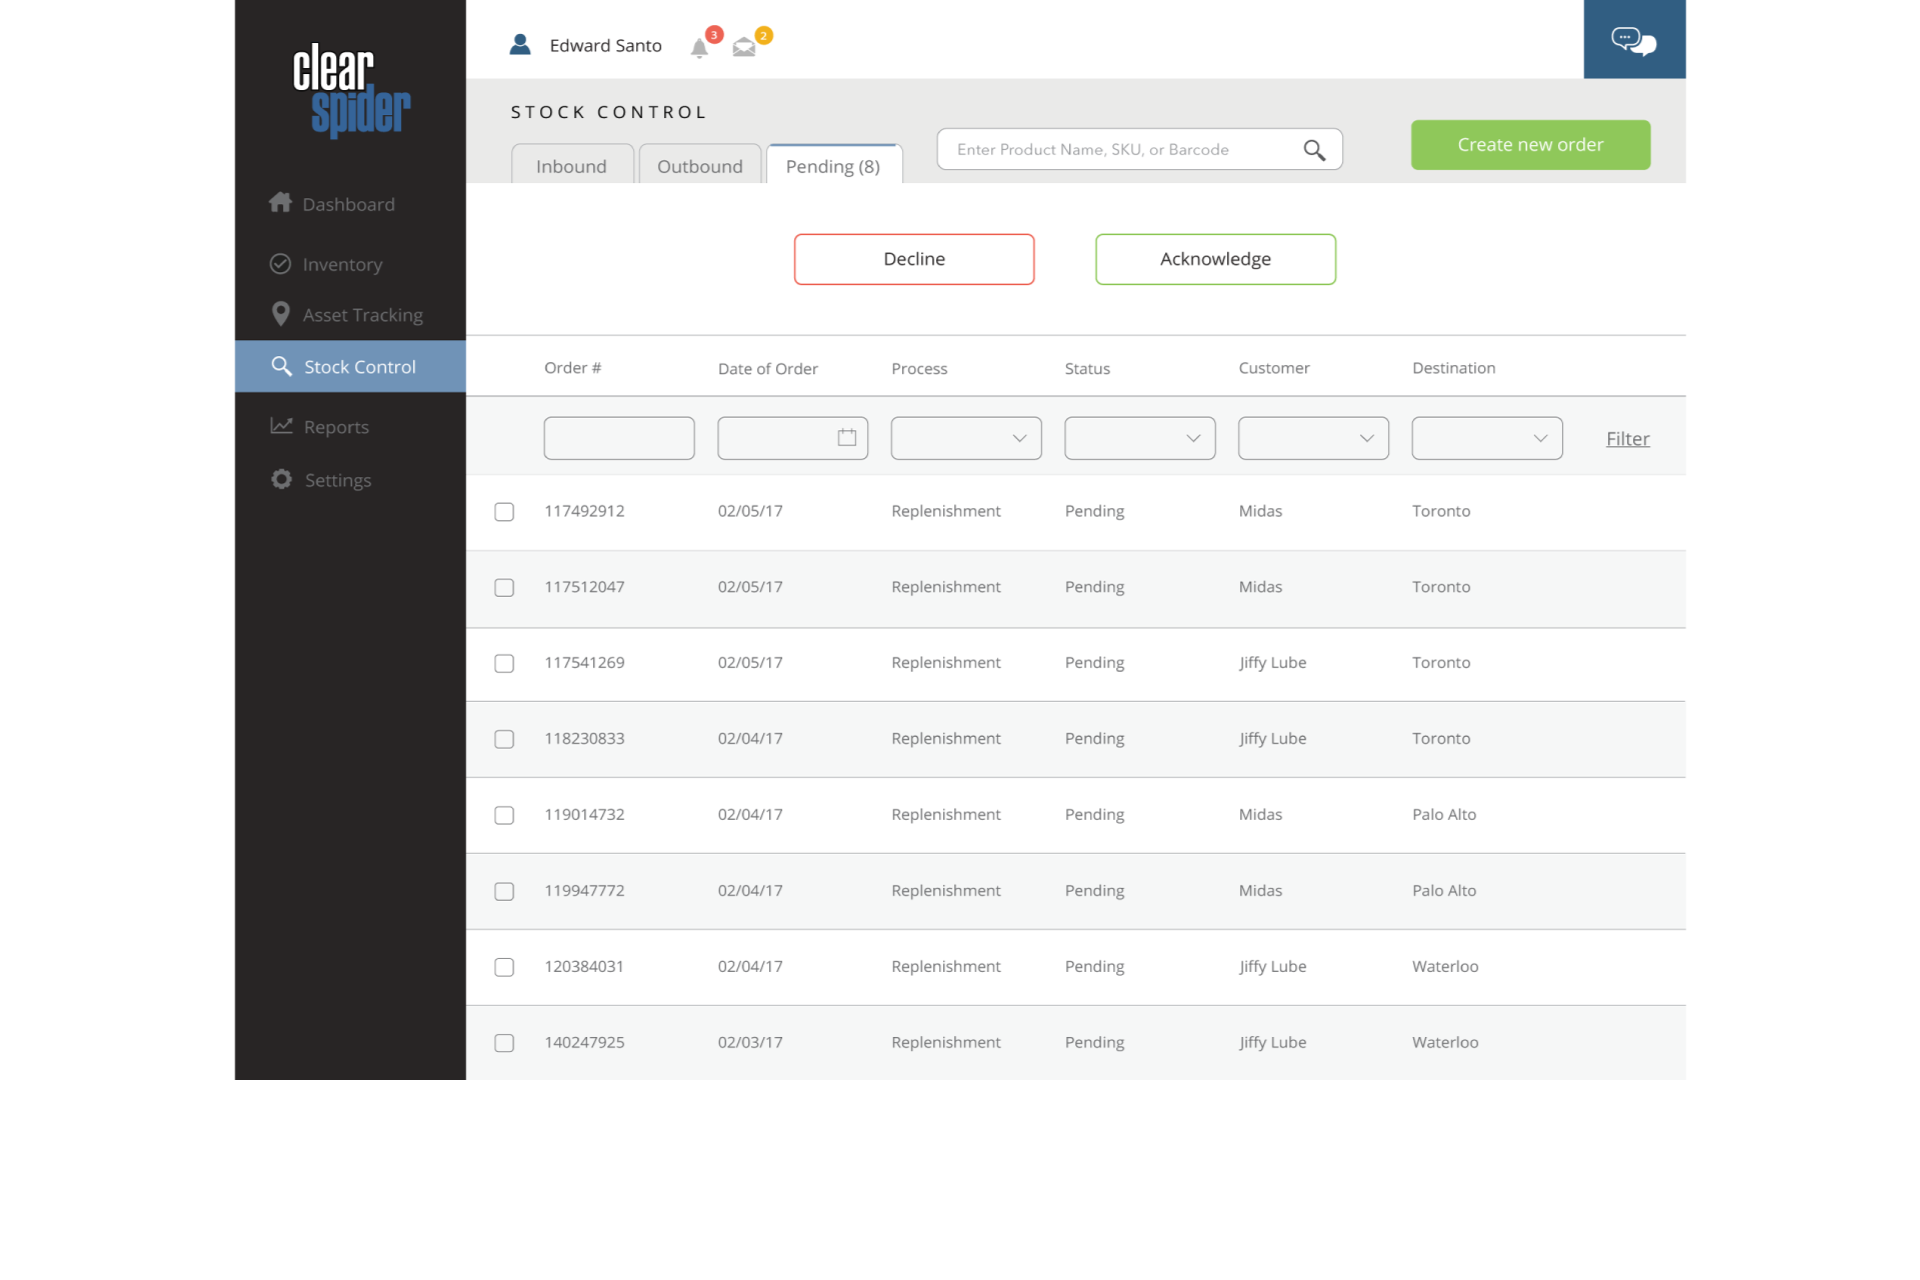 clear
spider
Edward Santo
3
2
STOCK CONTROL
Inbound
Outbound
Pending (8)
Enter Product Name, SKU, or Barcode
Create new order
Dashboard
Inventory
Asset Tracking
Stock Control
Reports
Settings
Decline
Acknowledge
Order # Date of Order Process Status Customer Destination
Filter
117492912 02/05/17 Replenishment Pending Midas Toronto
117512047 02/05/17 Replenishment Pending Midas Toronto
117541269 02/05/17 Replenishment Pending Jiffy Lube Toronto
118230833 02/04/17 Replenishment Pending Jiffy Lube Toronto
119014732 02/04/17 Replenishment Pending Midas Palo Alto
119947772 02/04/17 Replenishment Pending Midas Palo Alto
120384031 02/04/17 Replenishment Pending Jiffy Lube Waterloo
140247925 02/03/17 Replenishment Pending Jiffy Lube Waterloo